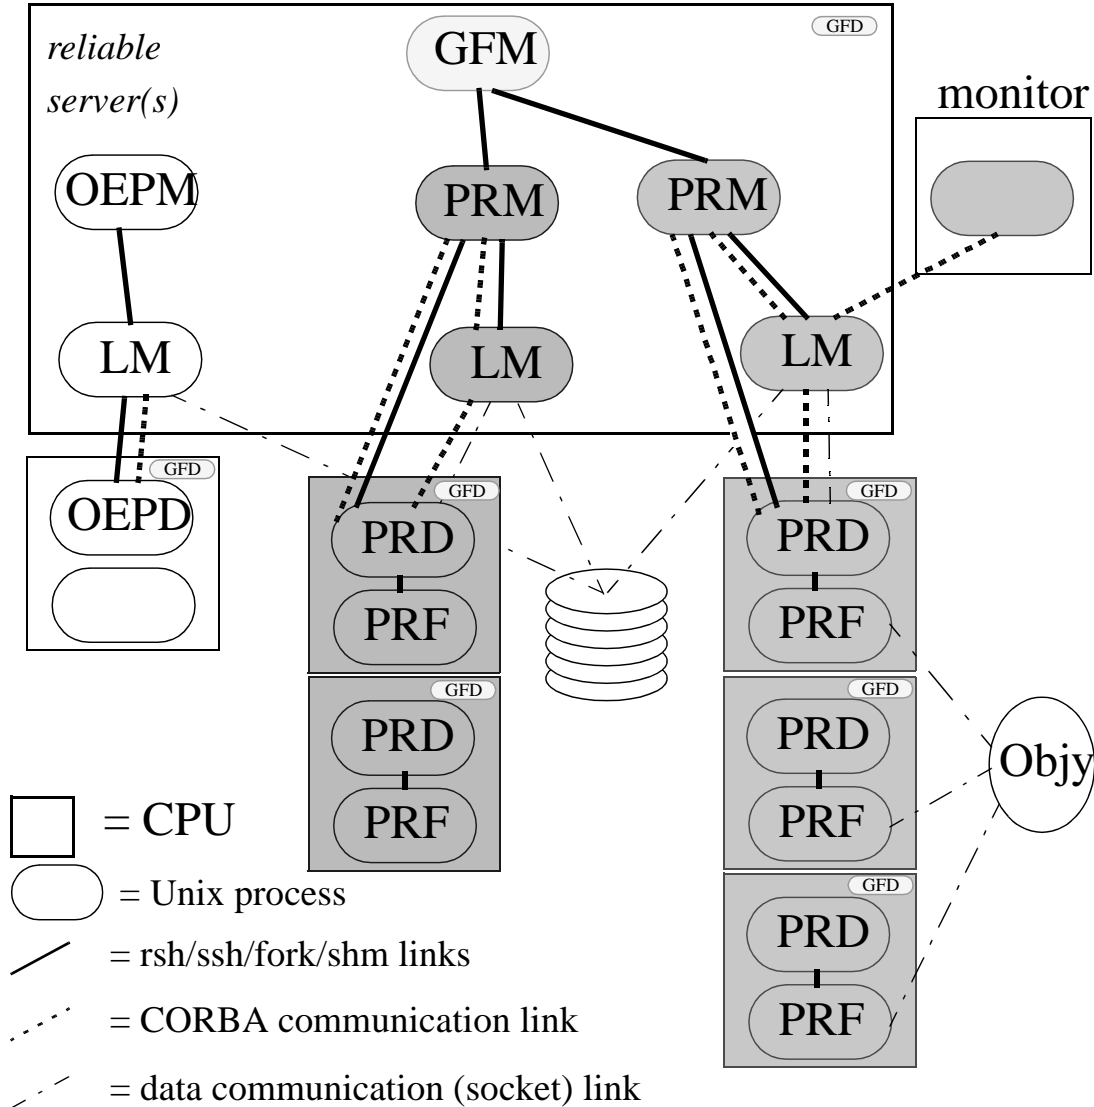 reliable
server(s)
GFM
GFD
monitor
OEPM
PRM
PRM
LM
LM
LM
GFD
OEPD
GFD
PRD
PRF
GFD
PRD
PRF
GFD
PRD
PRF
GFD
PRD
PRF
GFD
PRD
PRF
Objy
= CPU
= Unix process
= rsh/ssh/fork/shm links
= CORBA communication link
= data communication (socket) link